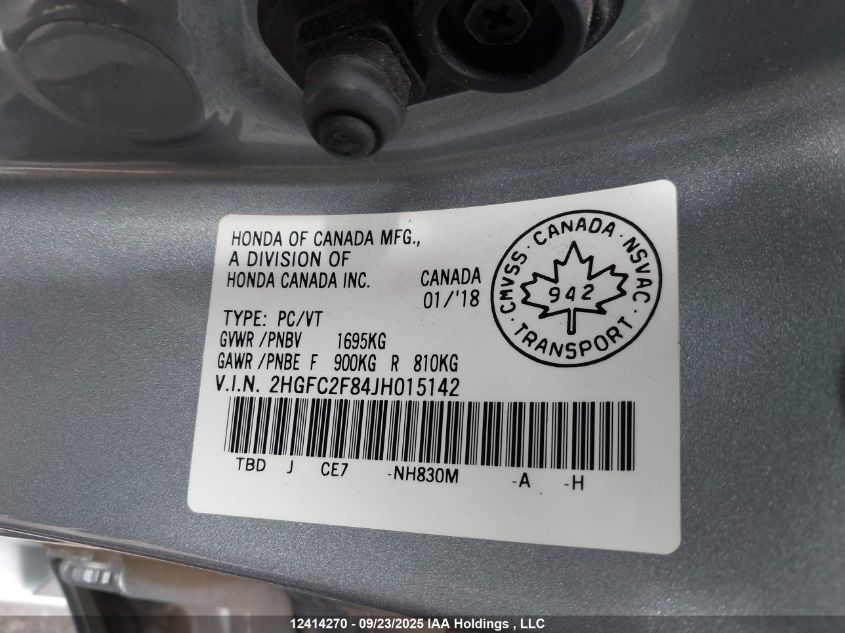 HONDA OF CANADA MFG.,
A DIVISION OF
HONDA CANADA INC.
CANADA
01/'18
TYPE: PC/VT
GVWR /PNBV 1695KG
GAWR /PNBE F 900KG R 810KG
V.I.N. 2HGFC2F84JH015142
TBD J CE7 -NH830M -A -H
CMVSS · CANADA · NSVAC · TRANSPORT ·
942
12414270 - 09/23/2025 IAA Holdings , LLC